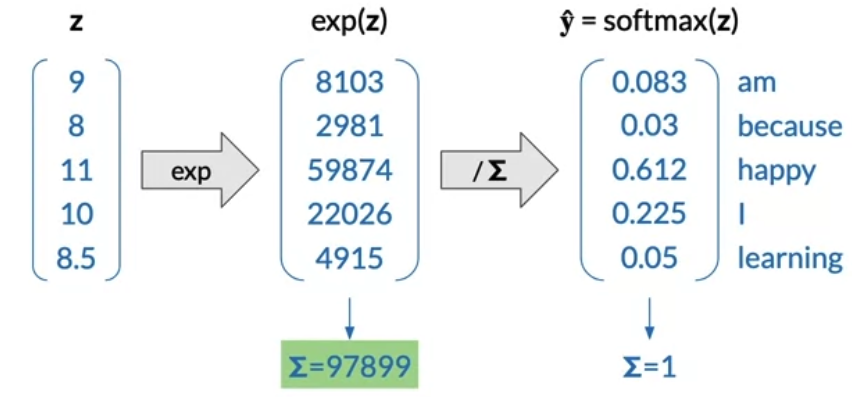 z exp(z) ŷ = softmax(z)
9 8103 0.083 am
8 2981 0.03 because
exp / Σ
11 59874 0.612 happy
10 22026 0.225 I
8.5 4915 0.05 learning
Σ=97899 Σ=1